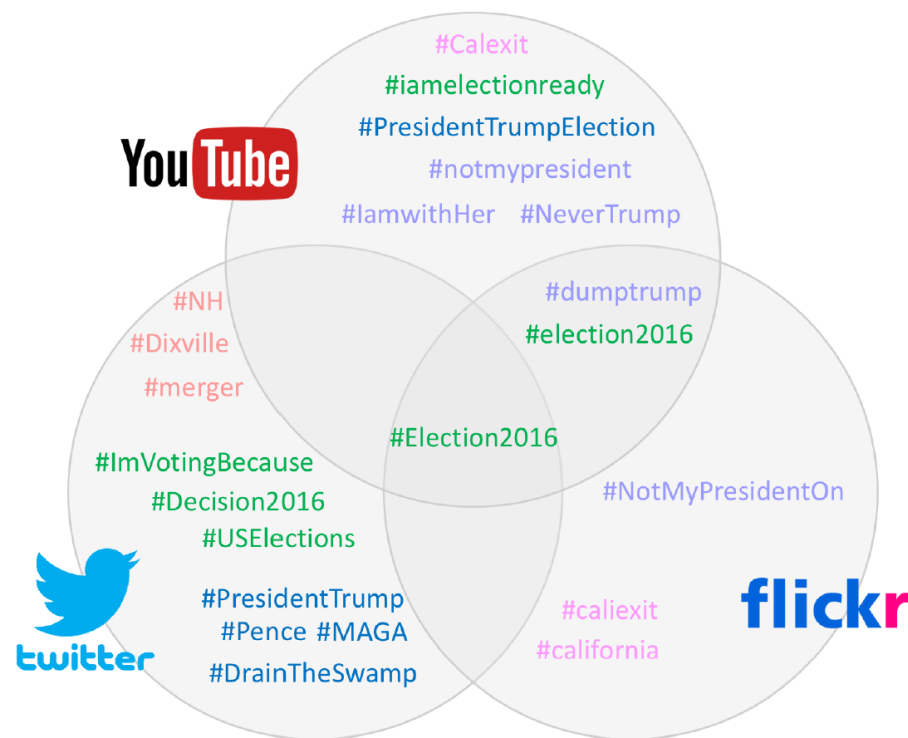 #Calexit
#iamelectionready
#PresidentTrumpElection
YouTube
#notmypresident
#IamwithHer #NeverTrump
#dumptrump
#NH
#election2016
#Dixville
#merger
#Election2016
#ImVotingBecause
#NotMyPresidentOn
#Decision2016
#USElections
#PresidentTrump
#caliexit
flickr
#Pence #MAGA
#california
twitter
#DrainTheSwamp